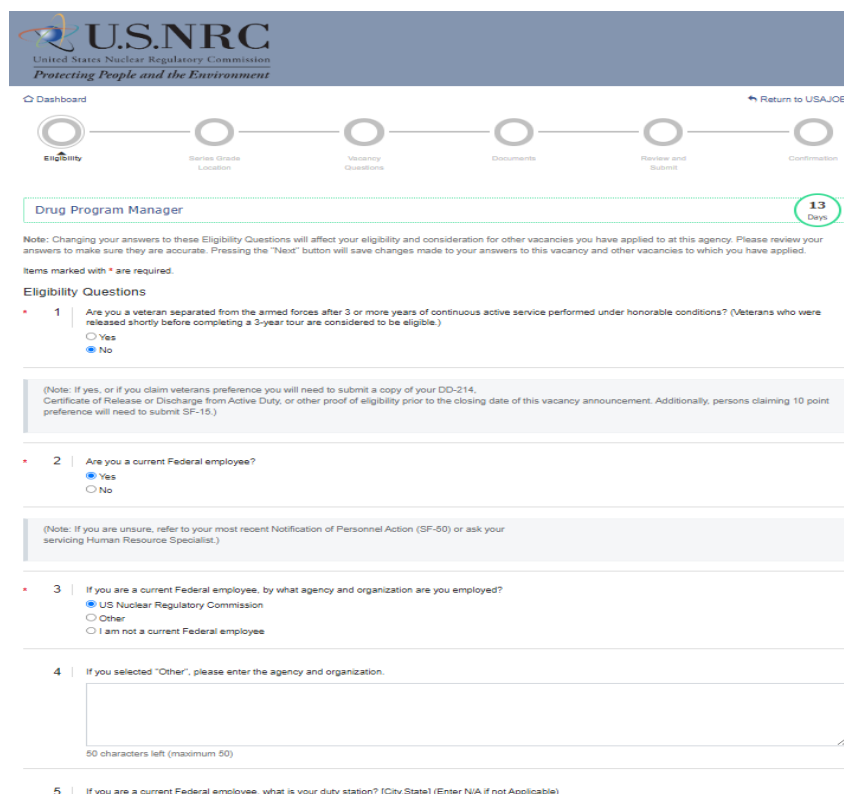 U.S.NRC
United States Nuclear Regulatory Commission
Protecting People and the Environment
Dashboard
Return to USAJOB
Eligibility
Series Grade
Location
Vacancy
Questions
Documents
Review and
Submit
Confirmation
Drug Program Manager
13
Days
Note: Changing your answers to these Eligibility Questions will affect your eligibility and consideration for other vacancies you have applied to at this agency. Please review your
answers to make sure they are accurate. Pressing the "Next" button will save changes made to your answers to this vacancy and other vacancies to which you have applied.
Items marked with * are required.
Eligibility Questions
* 1 Are you a veteran separated from the armed forces after 3 or more years of continuous active service performed under honorable conditions? (Veterans who were
released shortly before completing a 3-year tour are considered to be eligible.)
Yes
No
(Note: If yes, or if you claim veterans preference you will need to submit a copy of your DD-214,
Certificate of Release or Discharge from Active Duty, or other proof of eligibility prior to the closing date of this vacancy announcement. Additionally, persons claiming 10 point
preference will need to submit SF-15.)
* 2 Are you a current Federal employee?
Yes
No
(Note: If you are unsure, refer to your most recent Notification of Personnel Action (SF-50) or ask your
servicing Human Resource Specialist.)
* 3 If you are a current Federal employee, by what agency and organization are you employed?
US Nuclear Regulatory Commission
Other
I am not a current Federal employee
4 If you selected "Other", please enter the agency and organization.
50 characters left (maximum 50)
5 If you are a current Federal employee, what is your duty station? [City,State] (Enter N/A if not Applicable)